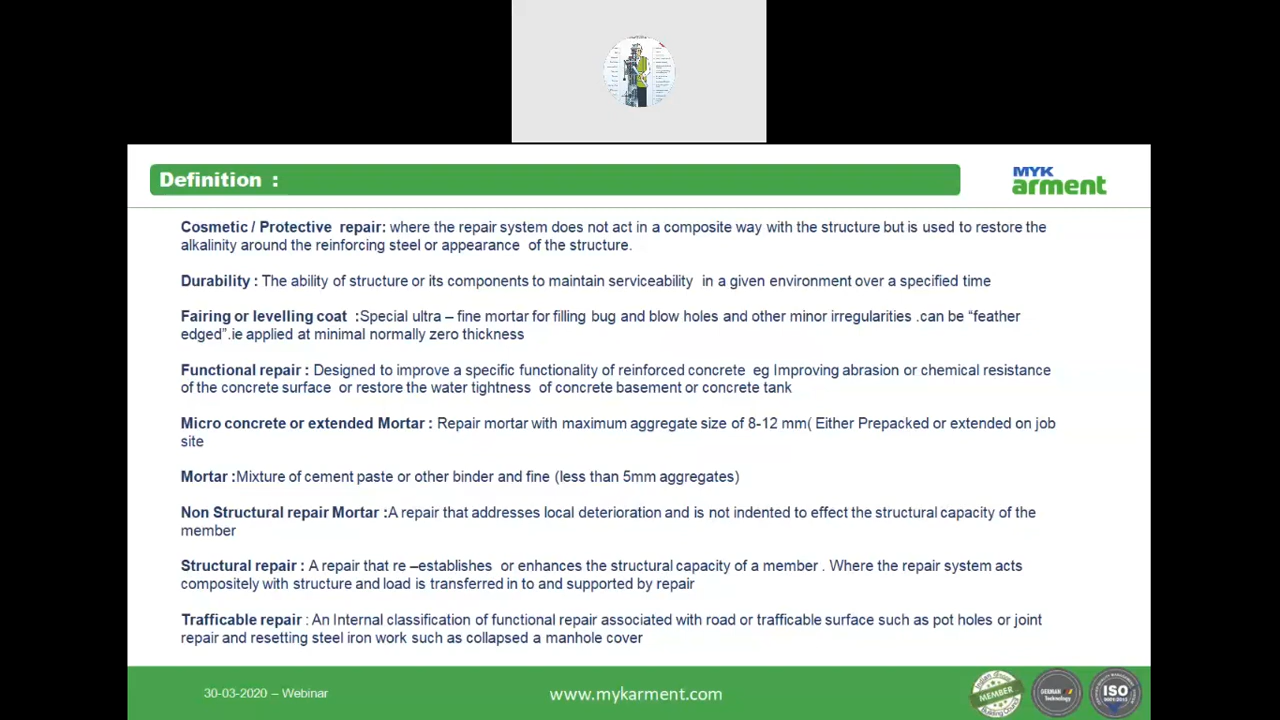 Definition :
MYK
arment
Cosmetic / Protective repair: where the repair system does not act in a composite way with the structure but is used to restore the
alkalinity around the reinforcing steel or appearance of the structure.
Durability : The ability of structure or its components to maintain serviceability in a given environment over a specified time
Fairing or levelling coat :Special ultra – fine mortar for filling bug and blow holes and other minor irregularities .can be “feather
edged”.ie applied at minimal normally zero thickness
Functional repair : Designed to improve a specific functionality of reinforced concrete eg Improving abrasion or chemical resistance
of the concrete surface or restore the water tightness of concrete basement or concrete tank
Micro concrete or extended Mortar : Repair mortar with maximum aggregate size of 8-12 mm( Either Prepacked or extended on job
site
Mortar :Mixture of cement paste or other binder and fine (less than 5mm aggregates)
Non Structural repair Mortar :A repair that addresses local deterioration and is not indented to effect the structural capacity of the
member
Structural repair : A repair that re –establishes or enhances the structural capacity of a member . Where the repair system acts
compositely with structure and load is transferred in to and supported by repair
Trafficable repair : An Internal classification of functional repair associated with road or trafficable surface such as pot holes or joint
repair and resetting steel iron work such as collapsed a manhole cover
30-03-2020 – Webinar
www.mykarment.com
MEMBER
GERMAN
Technology
ISO